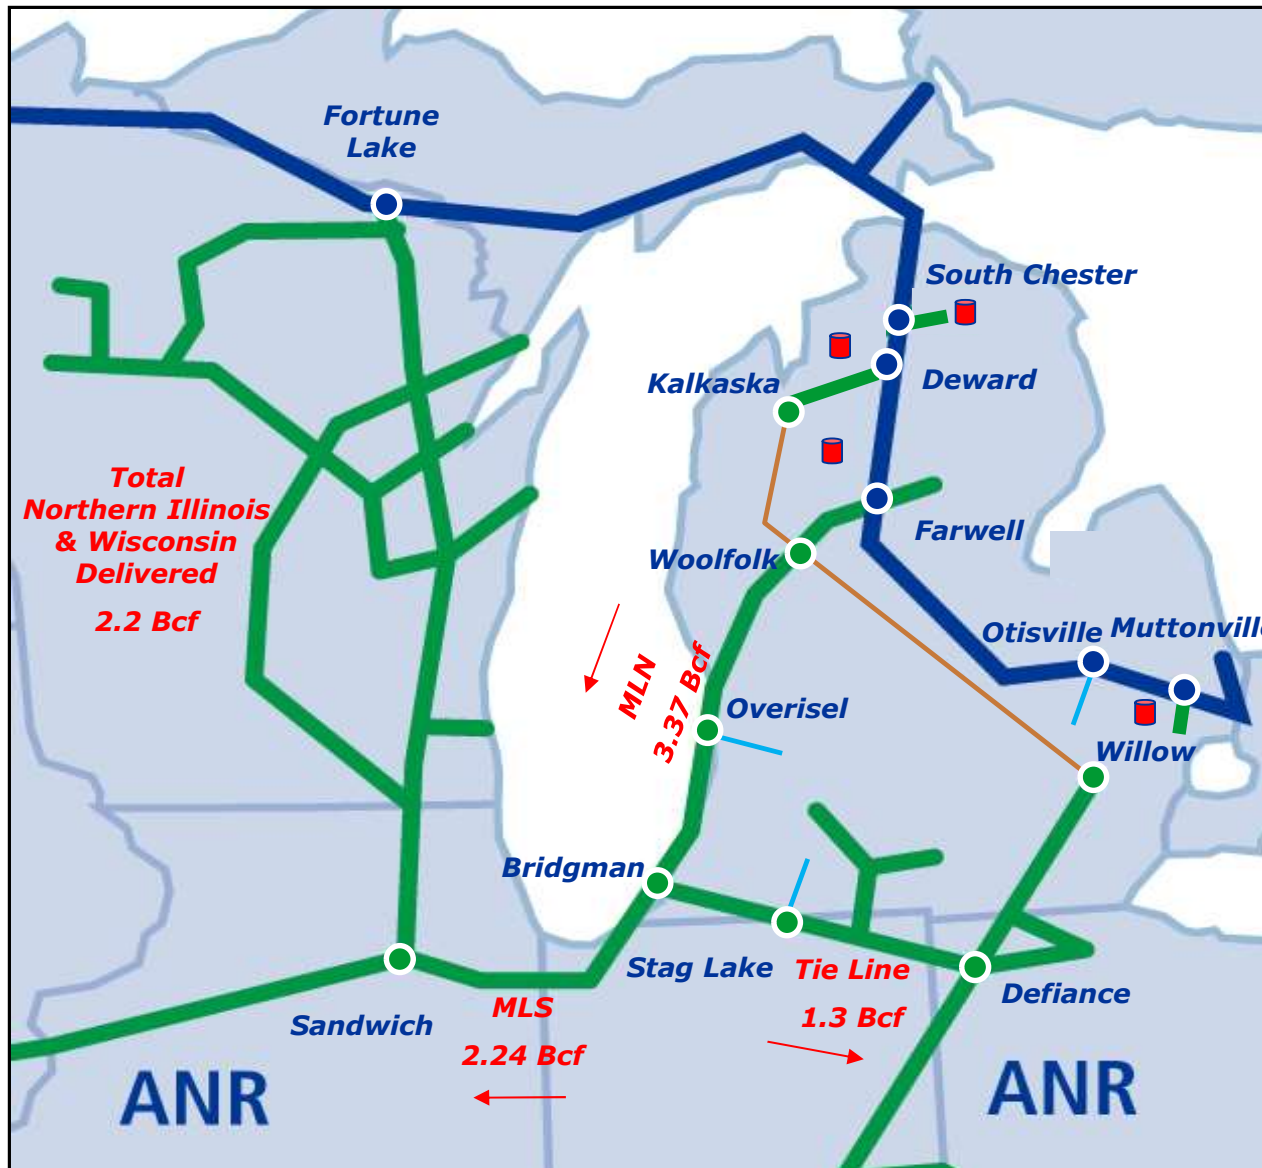 Fortune
Lake
South Chester
Kalkaska
Deward
Total
Northern Illinois
& Wisconsin
Delivered
2.2 Bcf
Farwell
Woolfolk
Otisville
Muttonville
MLN
3.37 Bcf
Overisel
Willow
Bridgman
Stag Lake
Tie Line
1.3 Bcf
Defiance
Sandwich
MLS
2.24 Bcf
ANR
ANR